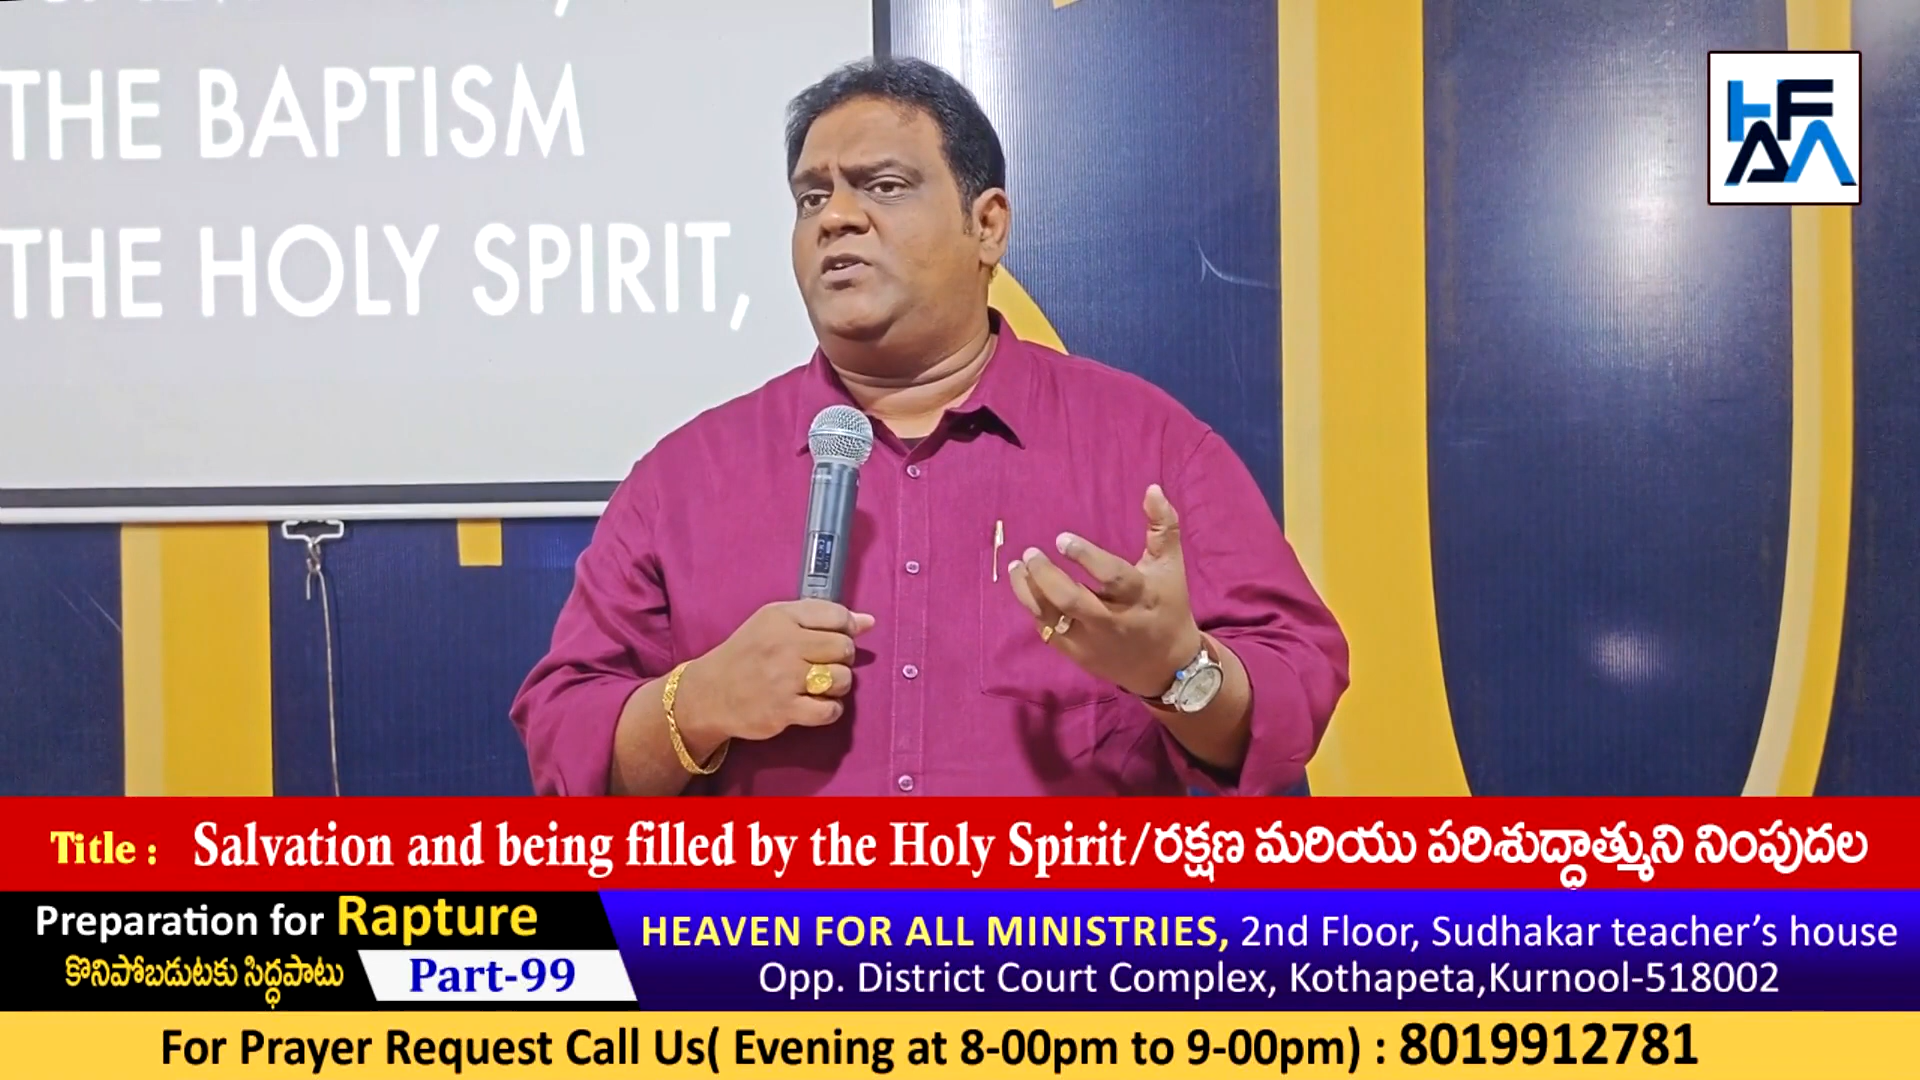 THE BAPTISM
THE HOLY SPIRIT,
HFAM
Title : Salvation and being filled by the Holy Spirit/రక్షణ మరియు పరిశుద్ధాత్ముని నింపుదల
Preparation for Rapture
కొనిపోబడుటకు సిద్ధపాటు
Part-99
HEAVEN FOR ALL MINISTRIES, 2nd Floor, Sudhakar teacher's house
Opp. District Court Complex, Kothapeta,Kurnool-518002
For Prayer Request Call Us( Evening at 8-00pm to 9-00pm) : 8019912781